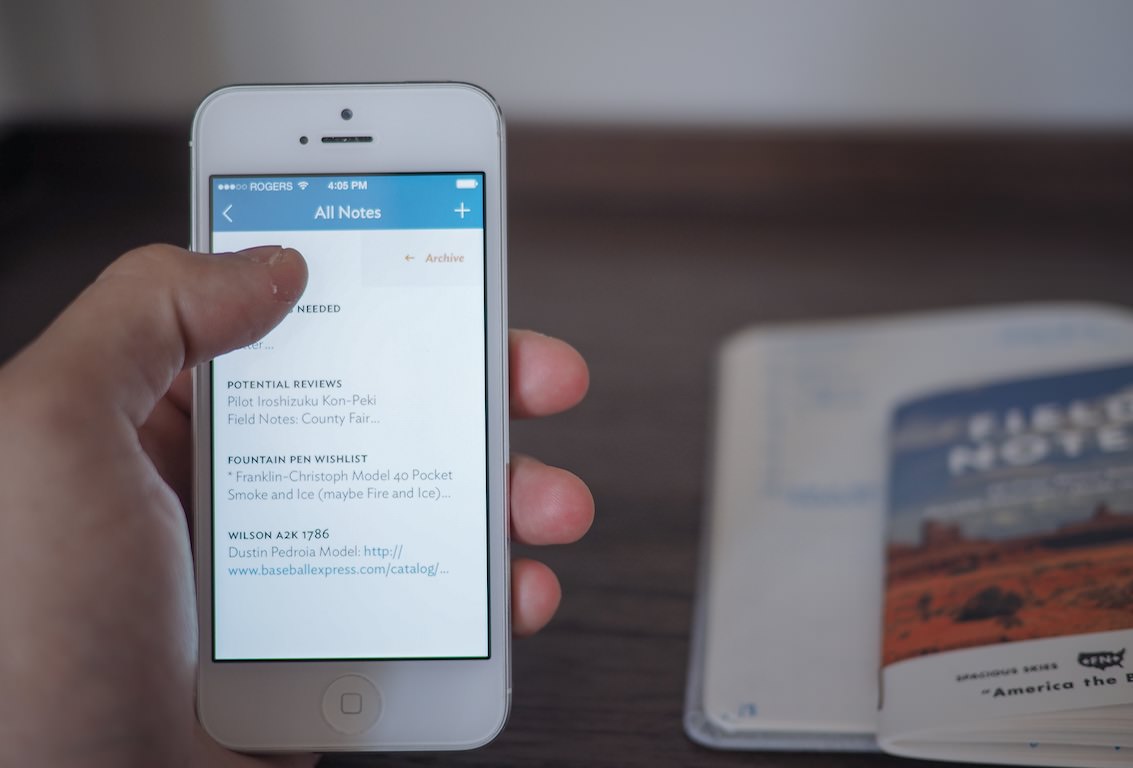 ROGERS 4:05 PM
All Notes
← Archive
NEEDED
POTENTIAL REVIEWS
Pilot Iroshizuku Kon-Peki
Field Notes: County Fair...
FOUNTAIN PEN WISHLIST
* Franklin-Christoph Model 40 Pocket
Smoke and Ice (maybe Fire and Ice)...
WILSON A2K 1786
Dustin Pedroia Model: http://
www.baseballexpress.com/catalog/...
FIELD
NOTE
SPACIOUS SKIES
"America the B